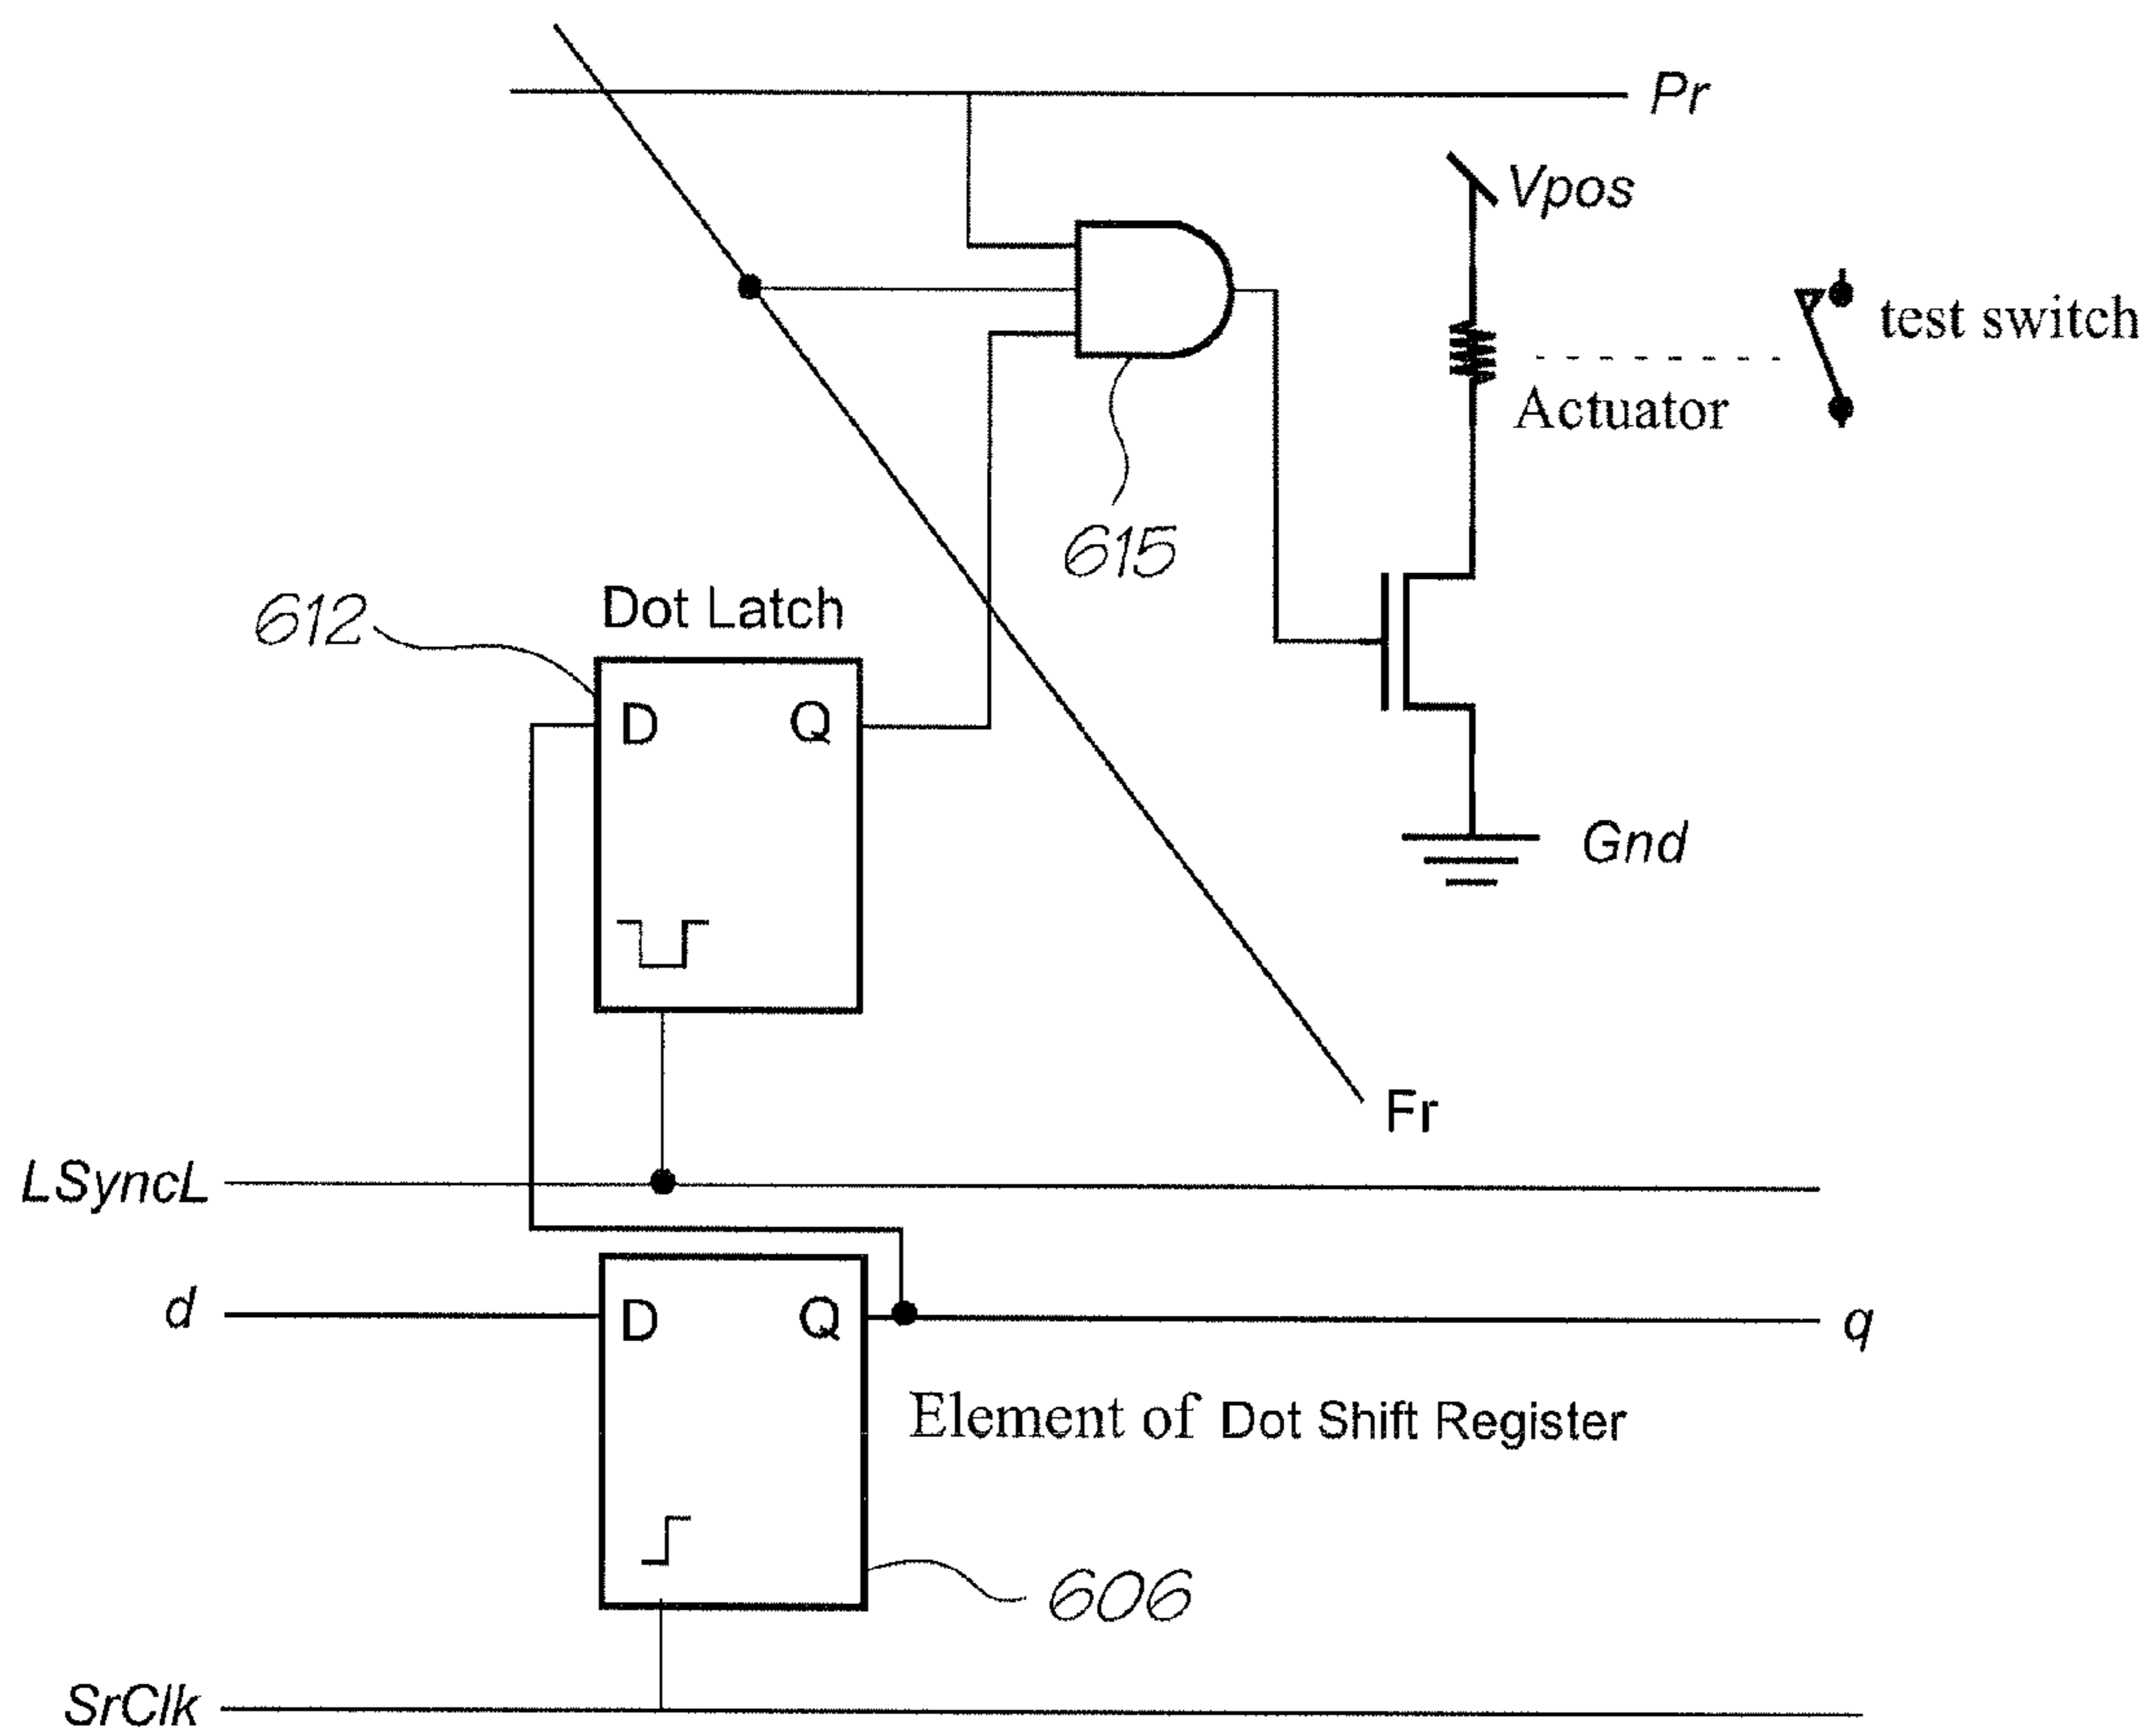 Pr
Vpos
test switch
Actuator
615
612
Dot Latch
D Q
Gnd
Fr
LSyncL
d
D Q
q
Element of Dot Shift Register
606
SrClk